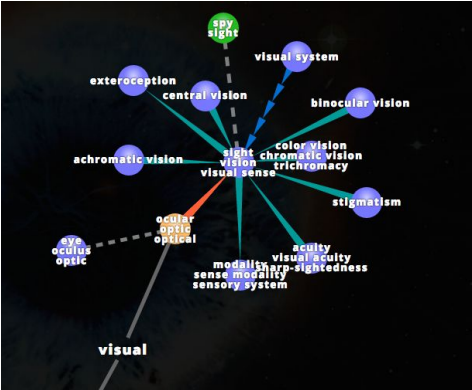 spy
sight
visual system
exteroception
central vision
binocular vision
color vision
chromatic vision
trichromacy
sight
vision
visual sense
achromatic vision
stigmatism
ocular
optic
optical
eye
oculus
optic
acuity
visual acuity
sharp-sightedness
modality
sense modality
sensory system
visual